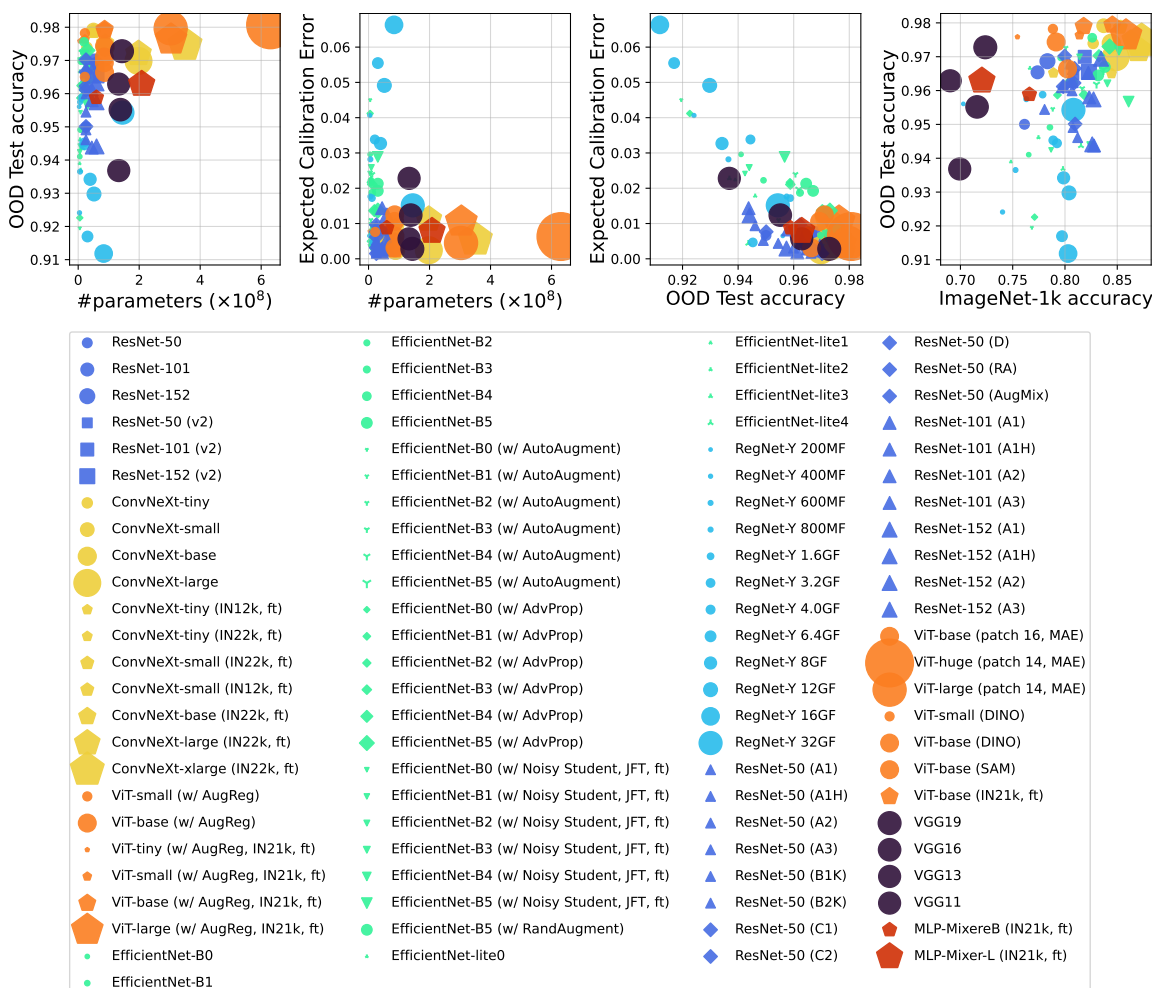 0.98
0.97
0.96
0.95
0.94
0.93
0.92
0.91
OOD Test accuracy
0 2 4 6
#parameters (×10⁸)
0.06
0.05
0.04
0.03
0.02
0.01
0.00
Expected Calibration Error
0 2 4 6
#parameters (×10⁸)
0.06
0.05
0.04
0.03
0.02
0.01
0.00
Expected Calibration Error
0.92 0.94 0.96 0.98
OOD Test accuracy
0.98
0.97
0.96
0.95
0.94
0.93
0.92
0.91
OOD Test accuracy
0.70 0.75 0.80 0.85
ImageNet-1k accuracy
ResNet-50
ResNet-101
ResNet-152
ResNet-50 (v2)
ResNet-101 (v2)
ResNet-152 (v2)
ConvNeXt-tiny
ConvNeXt-small
ConvNeXt-base
ConvNeXt-large
ConvNeXt-tiny (IN12k, ft)
ConvNeXt-tiny (IN22k, ft)
ConvNeXt-small (IN22k, ft)
ConvNeXt-small (IN12k, ft)
ConvNeXt-base (IN22k, ft)
ConvNeXt-large (IN22k, ft)
ConvNeXt-xlarge (IN22k, ft)
ViT-small (w/ AugReg)
ViT-base (w/ AugReg)
ViT-tiny (w/ AugReg, IN21k, ft)
ViT-small (w/ AugReg, IN21k, ft)
ViT-base (w/ AugReg, IN21k, ft)
ViT-large (w/ AugReg, IN21k, ft)
EfficientNet-B0
EfficientNet-B1
EfficientNet-B2
EfficientNet-B3
EfficientNet-B4
EfficientNet-B5
EfficientNet-B0 (w/ AutoAugment)
EfficientNet-B1 (w/ AutoAugment)
EfficientNet-B2 (w/ AutoAugment)
EfficientNet-B3 (w/ AutoAugment)
EfficientNet-B4 (w/ AutoAugment)
EfficientNet-B5 (w/ AutoAugment)
EfficientNet-B0 (w/ AdvProp)
EfficientNet-B1 (w/ AdvProp)
EfficientNet-B2 (w/ AdvProp)
EfficientNet-B3 (w/ AdvProp)
EfficientNet-B4 (w/ AdvProp)
EfficientNet-B5 (w/ AdvProp)
EfficientNet-B0 (w/ Noisy Student, JFT, ft)
EfficientNet-B1 (w/ Noisy Student, JFT, ft)
EfficientNet-B2 (w/ Noisy Student, JFT, ft)
EfficientNet-B3 (w/ Noisy Student, JFT, ft)
EfficientNet-B4 (w/ Noisy Student, JFT, ft)
EfficientNet-B5 (w/ Noisy Student, JFT, ft)
EfficientNet-B5 (w/ RandAugment)
EfficientNet-lite0
EfficientNet-lite1
EfficientNet-lite2
EfficientNet-lite3
EfficientNet-lite4
RegNet-Y 200MF
RegNet-Y 400MF
RegNet-Y 600MF
RegNet-Y 800MF
RegNet-Y 1.6GF
RegNet-Y 3.2GF
RegNet-Y 4.0GF
RegNet-Y 6.4GF
RegNet-Y 8GF
RegNet-Y 12GF
RegNet-Y 16GF
RegNet-Y 32GF
ResNet-50 (A1)
ResNet-50 (A1H)
ResNet-50 (A2)
ResNet-50 (A3)
ResNet-50 (B1K)
ResNet-50 (B2K)
ResNet-50 (C1)
ResNet-50 (C2)
ResNet-50 (D)
ResNet-50 (RA)
ResNet-50 (AugMix)
ResNet-101 (A1)
ResNet-101 (A1H)
ResNet-101 (A2)
ResNet-101 (A3)
ResNet-152 (A1)
ResNet-152 (A1H)
ResNet-152 (A2)
ResNet-152 (A3)
ViT-base (patch 16, MAE)
ViT-huge (patch 14, MAE)
ViT-large (patch 14, MAE)
ViT-small (DINO)
ViT-base (DINO)
ViT-base (SAM)
ViT-base (IN21k, ft)
VGG19
VGG16
VGG13
VGG11
MLP-MixereB (IN21k, ft)
MLP-Mixer-L (IN21k, ft)